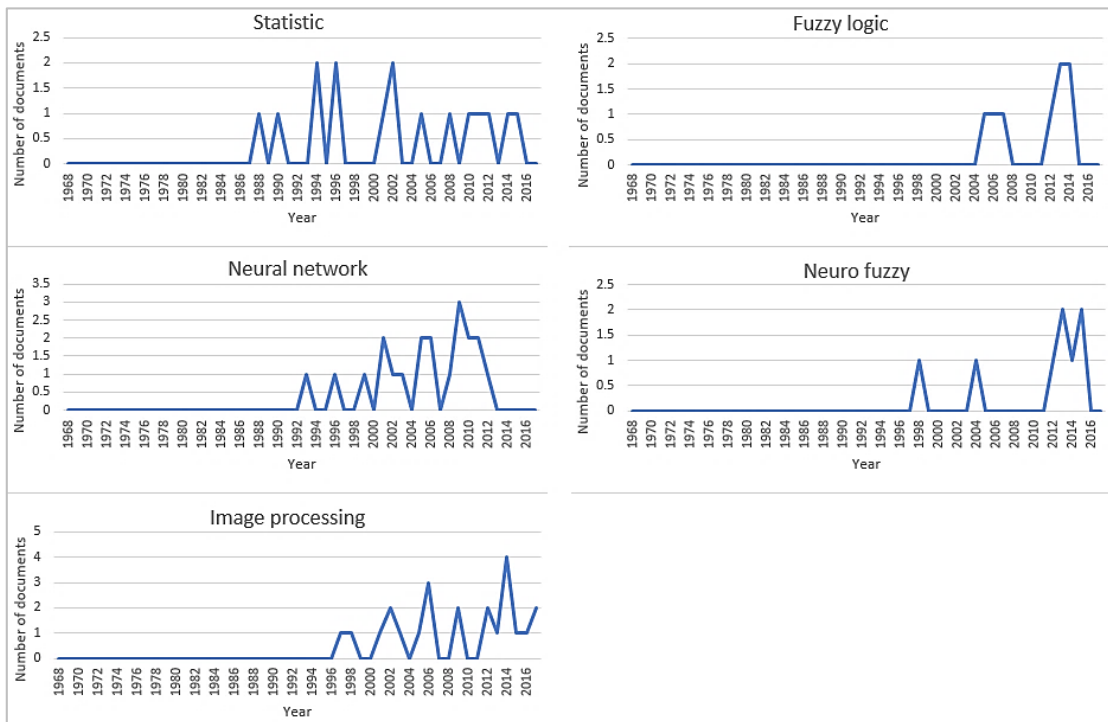 Statistic
Number of documents
2.5
2
1.5
1
0.5
0
1968 1970 1972 1974 1976 1978 1980 1982 1984 1986 1988 1990 1992 1994 1996 1998 2000 2002 2004 2006 2008 2010 2012 2014 2016
Year
Fuzzy logic
Number of documents
2.5
2
1.5
1
0.5
0
1968 1970 1972 1974 1976 1978 1980 1982 1984 1986 1988 1990 1992 1994 1996 1998 2000 2002 2004 2006 2008 2010 2012 2014 2016
Year
Neural network
Number of documents
3.5
3
2.5
2
1.5
1
0.5
0
1968 1970 1972 1974 1976 1978 1980 1982 1984 1986 1988 1990 1992 1994 1996 1998 2000 2002 2004 2006 2008 2010 2012 2014 2016
Year
Neuro fuzzy
Number of documents
2.5
2
1.5
1
0.5
0
1968 1970 1972 1974 1976 1978 1980 1982 1984 1986 1988 1990 1992 1994 1996 1998 2000 2002 2004 2006 2008 2010 2012 2014 2016
Year
Image processing
Number of documents
5
4
3
2
1
0
1968 1970 1972 1974 1976 1978 1980 1982 1984 1986 1988 1990 1992 1994 1996 1998 2000 2002 2004 2006 2008 2010 2012 2014 2016
Year